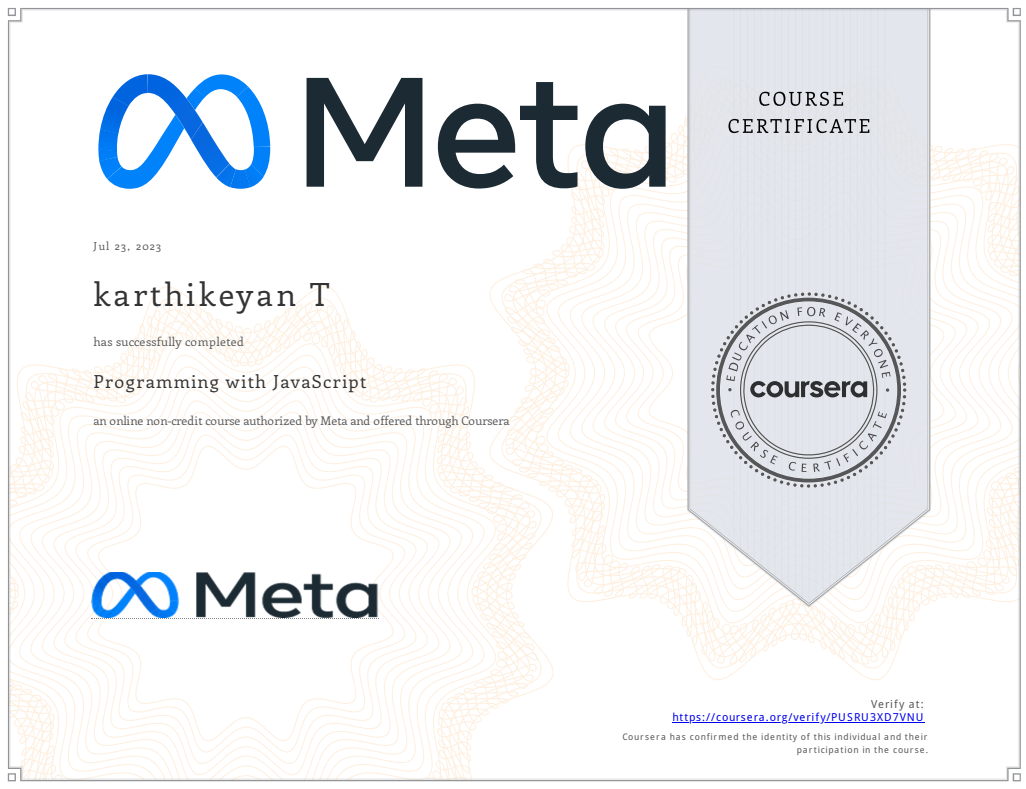 Meta
COURSE
CERTIFICATE
Jul 23, 2023
karthikeyan T
has successfully completed
Programming with JavaScript
an online non-credit course authorized by Meta and offered through Coursera
EDUCATION FOR EVERYONE
coursera
COURSE CERTIFICATE
Meta
Verify at:
https://coursera.org/verify/PUSRU3XD7VNU
Coursera has confirmed the identity of this individual and their
participation in the course.